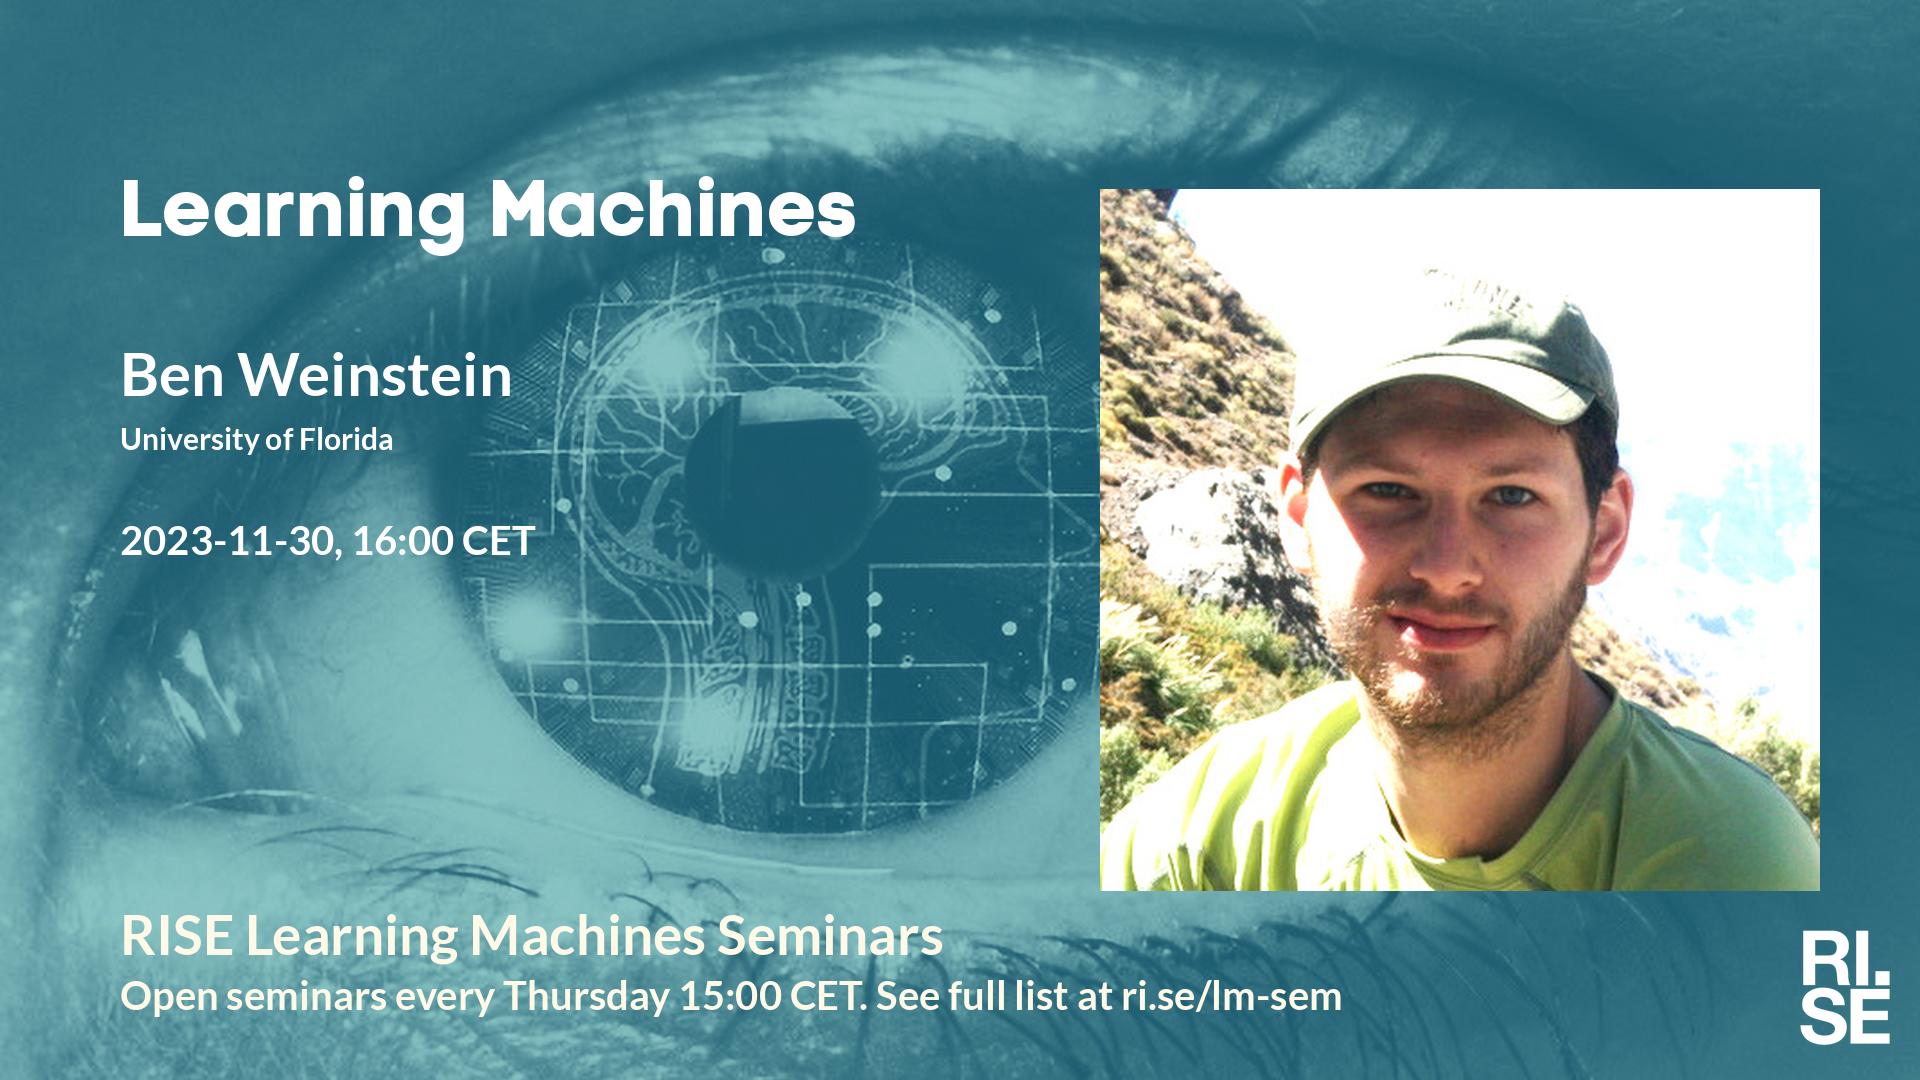 Learning Machines
Ben Weinstein
University of Florida
2023-11-30, 16:00 CET
RISE Learning Machines Seminars
Open seminars every Thursday 15:00 CET. See full list at ri.se/lm-sem
RI.
SE